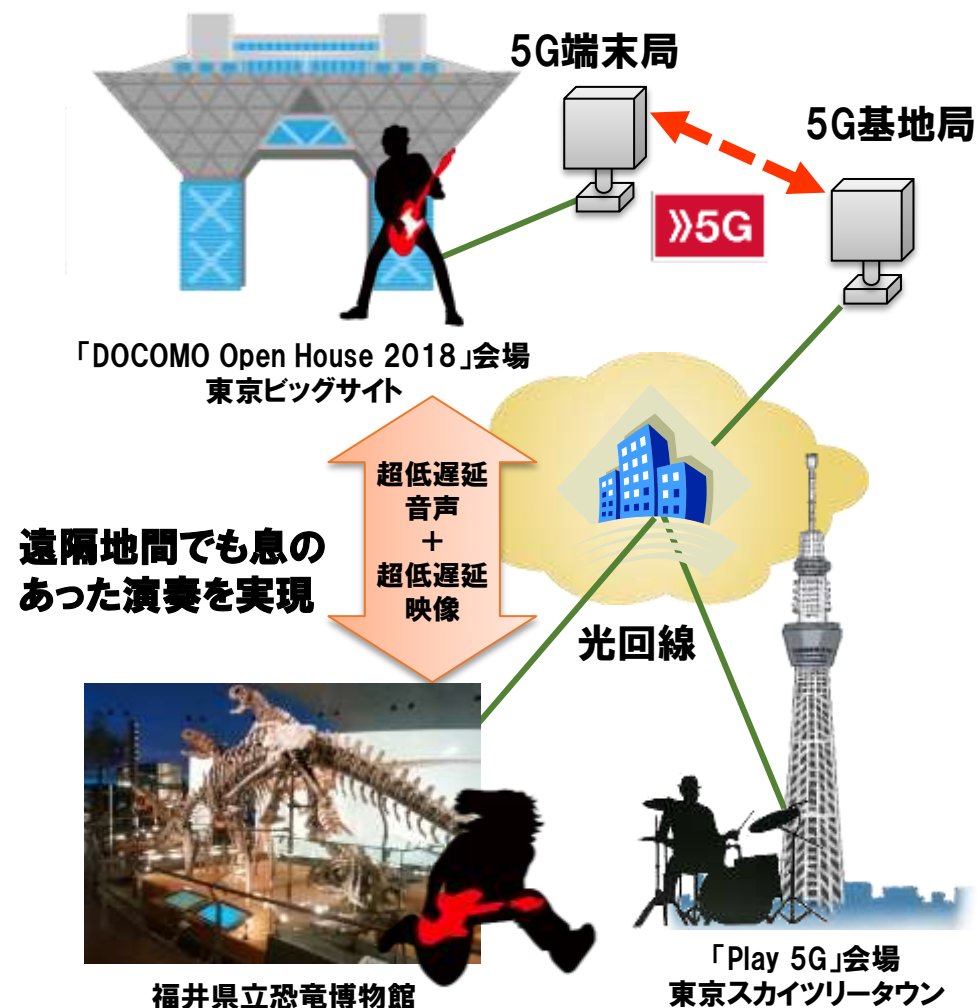 5G端末局
5G基地局
》5G
「DOCOMO Open House 2018」会場
東京ビッグサイト
超低遅延
音声
+
超低遅延
映像
遠隔地間でも息の
あった演奏を実現
光回線
福井県立恐竜博物館
「Play 5G」会場
東京スカイツリータウン